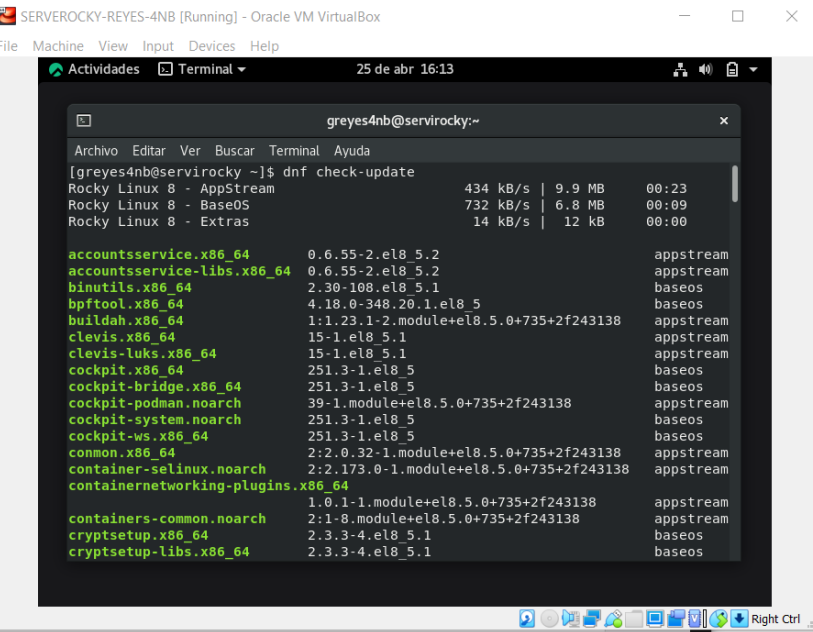 SERVEROCKY-REYES-4NB [Running] - Oracle VM VirtualBox
File Machine View Input Devices Help
Actividades Terminal 25 de abr 16:13
greyes4nb@servirocky:~
Archivo Editar Ver Buscar Terminal Ayuda
[greyes4nb@servirocky ~]$ dnf check-update
Rocky Linux 8 - AppStream 434 kB/s | 9.9 MB 00:23
Rocky Linux 8 - BaseOS 732 kB/s | 6.8 MB 00:09
Rocky Linux 8 - Extras 14 kB/s | 12 kB 00:00
accountsservice.x86_64 0.6.55-2.el8_5.2 appstream
accountsservice-libs.x86_64 0.6.55-2.el8_5.2 appstream
binutils.x86_64 2.30-108.el8_5.1 baseos
bpftool.x86_64 4.18.0-348.20.1.el8_5 baseos
buildah.x86_64 1:1.23.1-2.module+el8.5.0+735+2f243138 appstream
clevis.x86_64 15-1.el8_5.1 appstream
clevis-luks.x86_64 15-1.el8_5.1 appstream
cockpit.x86_64 251.3-1.el8_5 baseos
cockpit-bridge.x86_64 251.3-1.el8_5 baseos
cockpit-podman.noarch 39-1.module+el8.5.0+735+2f243138 appstream
cockpit-system.noarch 251.3-1.el8_5 baseos
cockpit-ws.x86_64 251.3-1.el8_5 baseos
conmon.x86_64 2:2.0.32-1.module+el8.5.0+735+2f243138 appstream
container-selinux.noarch 2:2.173.0-1.module+el8.5.0+735+2f243138 appstream
containernetworking-plugins.x86_64
1.0.1-1.module+el8.5.0+735+2f243138 appstream
containers-common.noarch 2:1-8.module+el8.5.0+735+2f243138 appstream
cryptsetup.x86_64 2.3.3-4.el8_5.1 baseos
cryptsetup-libs.x86_64 2.3.3-4.el8_5.1 baseos
Right Ctrl